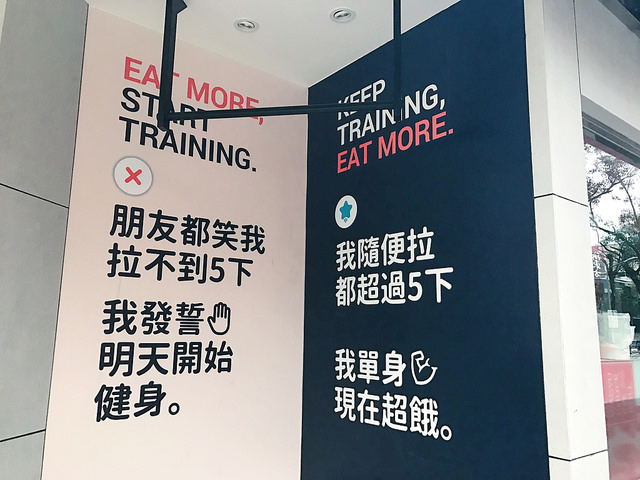 EAT MORE,
START
TRAINING.
朋友都笑我
拉不到5下
我發誓
明天開始
健身。
KEEP
TRAINING,
EAT MORE.
我隨便拉
都超過5下
我單身
現在超餓。